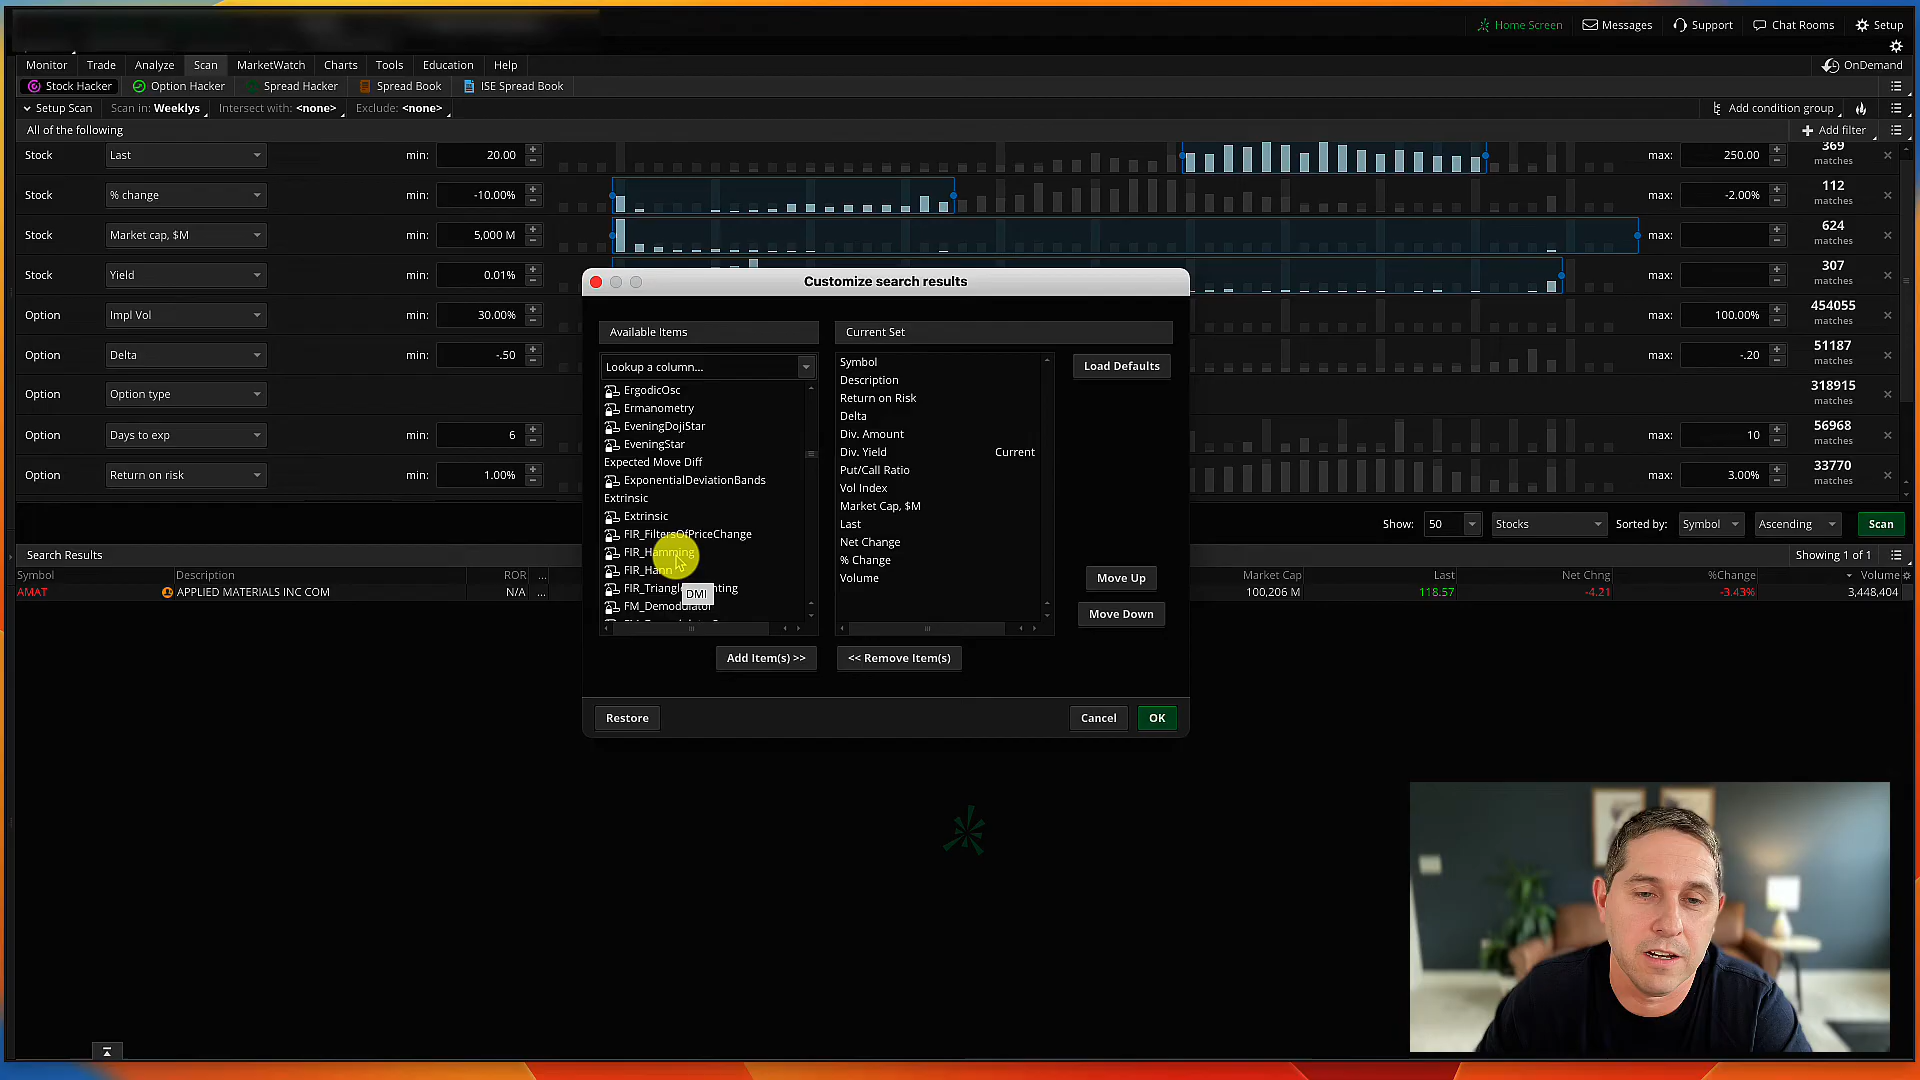 Home Screen Messages Support Chat Rooms Setup
Monitor Trade Analyze Scan MarketWatch Charts Tools Education Help OnDemand
Stock Hacker Option Hacker Spread Hacker Spread Book ISE Spread Book
Setup Scan Scan in: Weeklys Intersect with: <none> Exclude: <none> Add condition group
All of the following Add filter
Stock Last min: 20.00 max: 250.00 369 matches
Stock % change min: -10.00% max: -2.00% 112 matches
Stock Market cap, $M min: 5,000 M max: 624 matches
Stock Yield min: 0.01% max: 307 matches
Option Impl Vol min: 30.00% max: 100.00% 454055 matches
Option Delta min: -.50 max: -.20 51187 matches
Option Option type 318915 matches
Option Days to exp min: 6 max: 10 56968 matches
Option Return on risk min: 1.00% max: 3.00% 33770 matches
Show: 50 Stocks Sorted by: Symbol Ascending Scan
Search Results Showing 1 of 1
Symbol Description ROR ... Market Cap Last Net Chng %Change Volume
AMAT APPLIED MATERIALS INC COM N/A ... 100,206 M 118.57 -4.21 -3.43% 3,448,404
Customize search results
Available Items
Lookup a column...
ErgodicOsc
Ermanometry
EveningDojiStar
EveningStar
Expected Move Diff
ExponentialDeviationBands
Extrinsic
Extrinsic
FIR_FiltersOfPriceChange
FIR_Hamming
FIR_Hann
DMI
Current Set
Symbol
Description
Return on Risk
Delta
Div. Amount
Div. Yield Current
Put/Call Ratio
Vol Index
Market Cap, $M
Last
Net Change
% Change
Volume
Load Defaults
Move Up
Move Down
Add Item(s) >>
<< Remove Item(s)
Restore
Cancel
OK